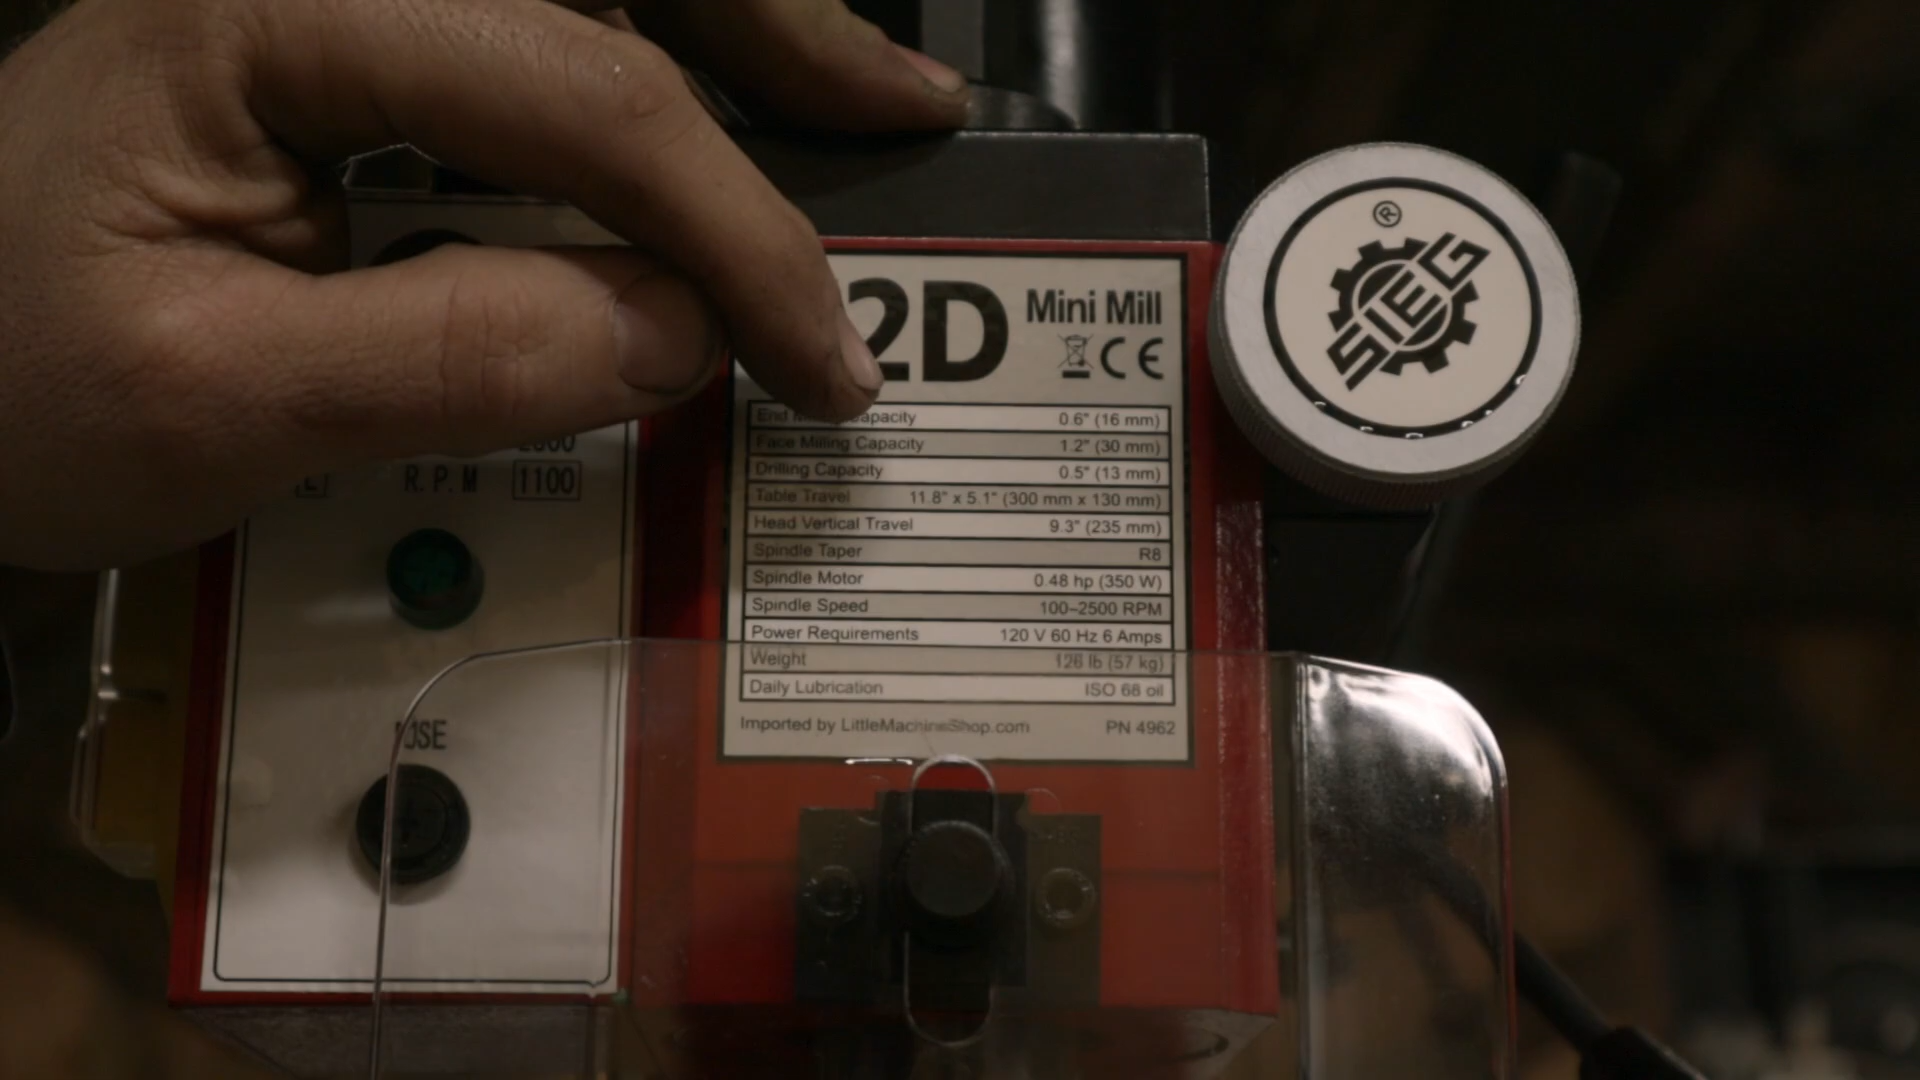 2D Mini Mill
CE
®
SIEG
End Capacity 0.6" (16 mm)
Face Milling Capacity 1.2" (30 mm)
Drilling Capacity 0.5" (13 mm)
Table Travel 11.8" x 5.1" (300 mm x 130 mm)
Head Vertical Travel 9.3" (235 mm)
Spindle Taper R8
Spindle Motor 0.48 hp (350 W)
Spindle Speed 100–2500 RPM
Power Requirements 120 V 60 Hz 6 Amps
Weight 126 lb (57 kg)
Daily Lubrication ISO 68 oil
Imported by LittleMachineShop.com PN 4962
R.P.M 1100